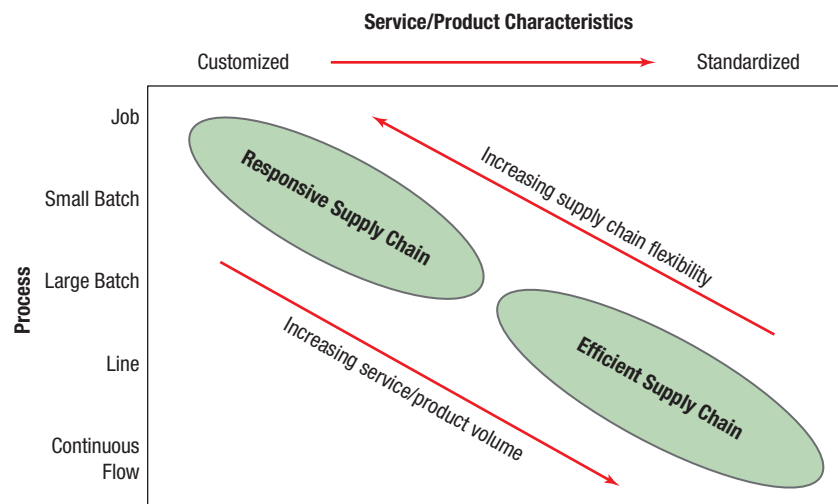 Service/Product Characteristics
Customized
Standardized
Process
Job
Small Batch
Large Batch
Line
Continuous
Flow
Responsive Supply Chain
Increasing supply chain flexibility
Increasing service/product volume
Efficient Supply Chain